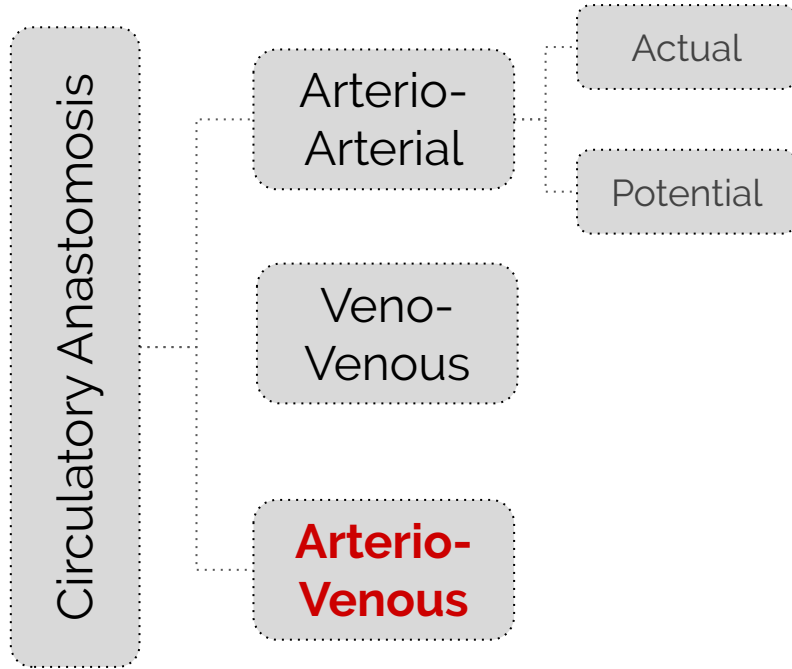 Circulatory Anastomosis
Arterio-
Arterial
Actual
Potential
Veno-
Venous
Arterio-
Venous